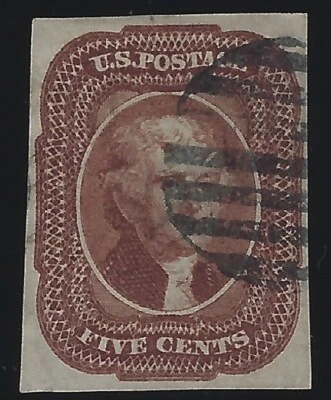 U.S. POSTAGE
FIVE CENTS